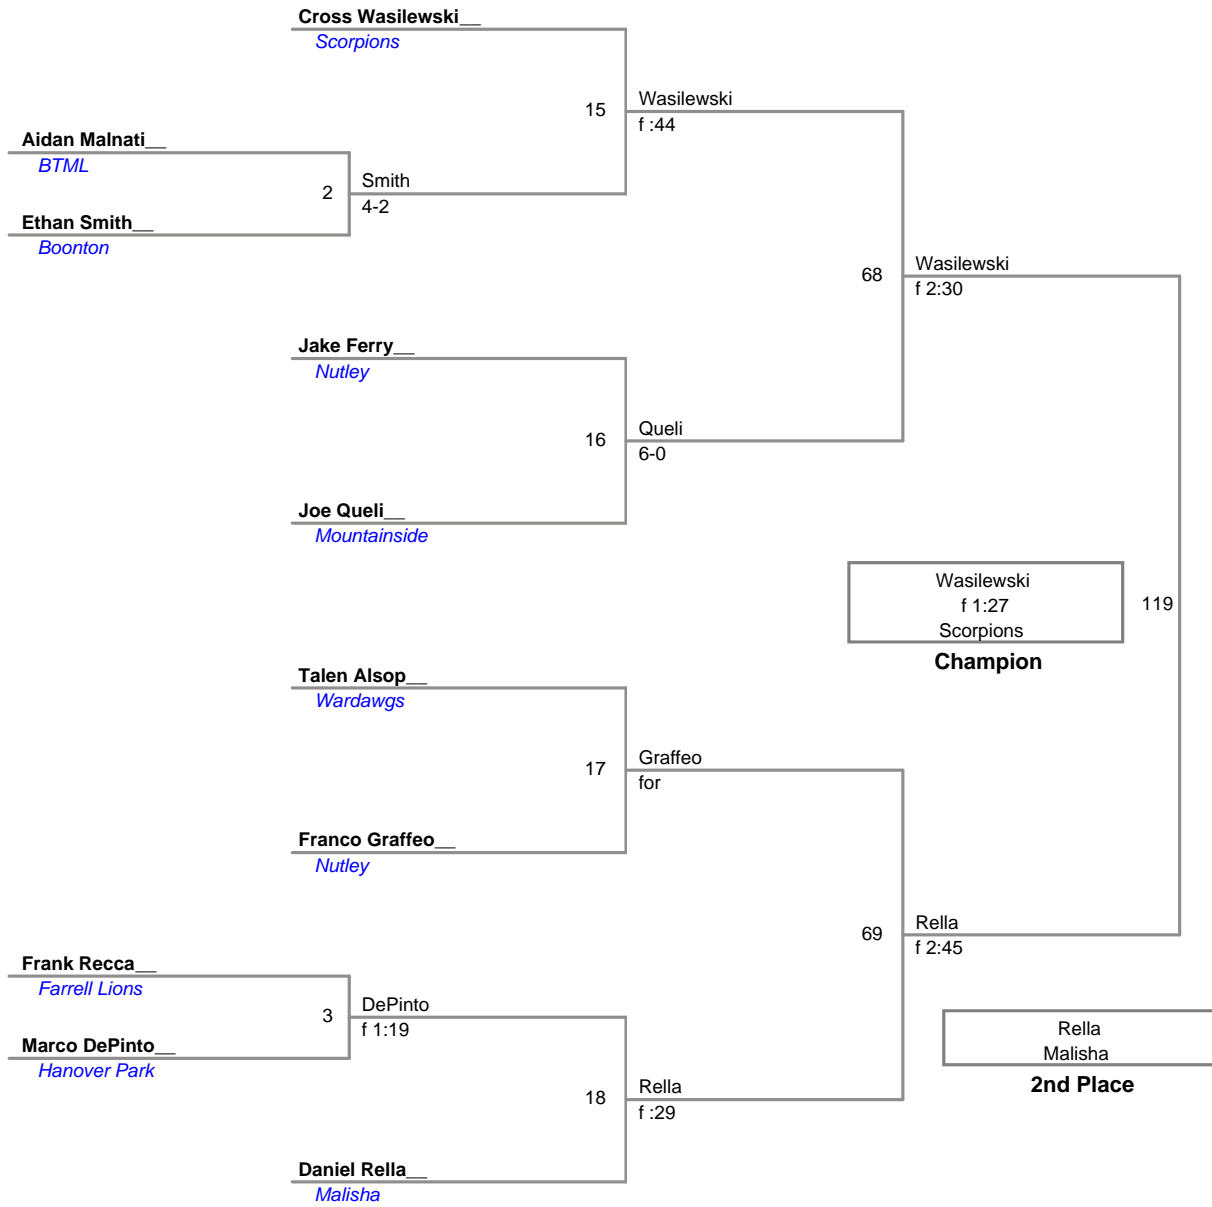 Cross Wasilewski__
Scorpions
15
Wasilewski
f :44
Aidan Malnati__
BTML
2
Smith
4-2
Ethan Smith__
Boonton
68
Wasilewski
f 2:30
Jake Ferry__
Nutley
16
Queli
6-0
Joe Queli__
Mountainside
Wasilewski
f 1:27
Scorpions
Champion
119
Talen Alsop__
Wardawgs
17
Graffeo
for
Franco Graffeo__
Nutley
69
Rella
f 2:45
Frank Recca__
Farrell Lions
3
DePinto
f 1:19
Marco DePinto__
Hanover Park
Rella
Malisha
2nd Place
18
Rella
f :29
Daniel Rella__
Malisha